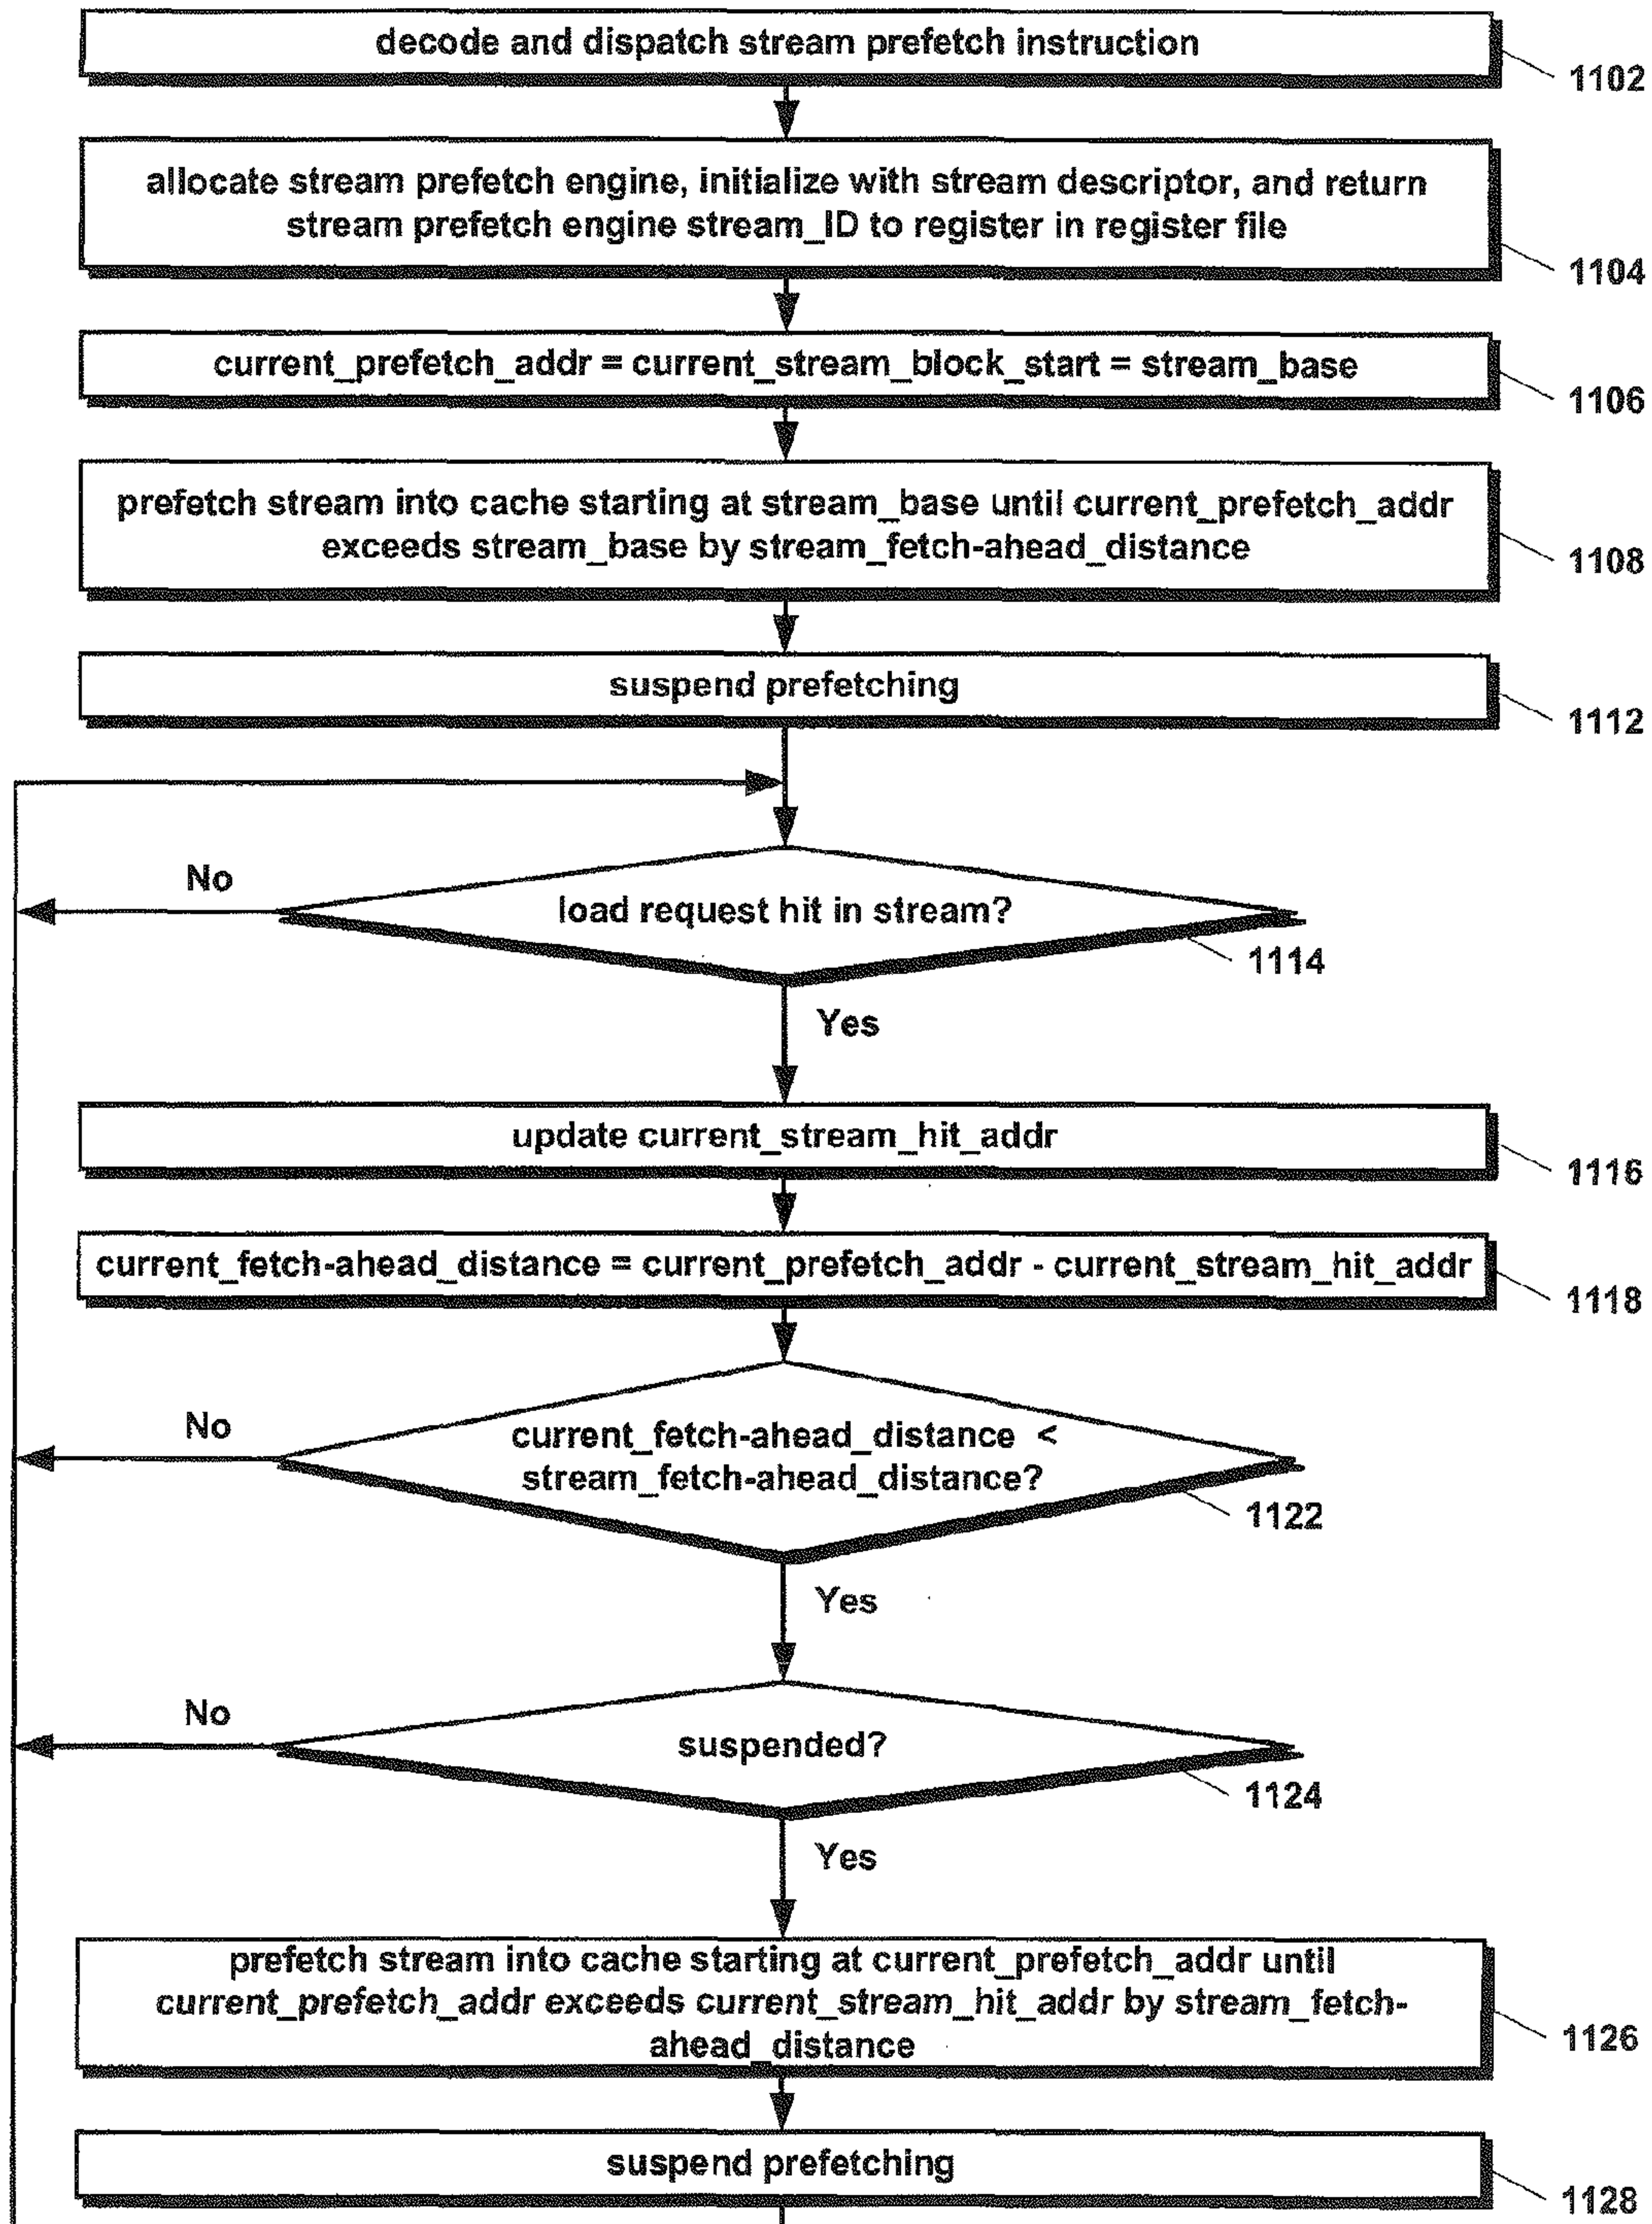 decode and dispatch stream prefetch instruction
1102
allocate stream prefetch engine, initialize with stream descriptor, and return
stream prefetch engine stream_ID to register in register file
1104
current_prefetch_addr = current_stream_block_start = stream_base
1106
prefetch stream into cache starting at stream_base until current_prefetch_addr
exceeds stream_base by stream_fetch-ahead_distance
1108
suspend prefetching
1112
No
load request hit in stream?
1114
Yes
update current_stream_hit_addr
1116
current_fetch-ahead_distance = current_prefetch_addr - current_stream_hit_addr
1118
No
current_fetch-ahead_distance <
stream_fetch-ahead_distance?
1122
Yes
No
suspended?
1124
Yes
prefetch stream into cache starting at current_prefetch_addr until
current_prefetch_addr exceeds current_stream_hit_addr by stream_fetch-
ahead_distance
1126
suspend prefetching
1128